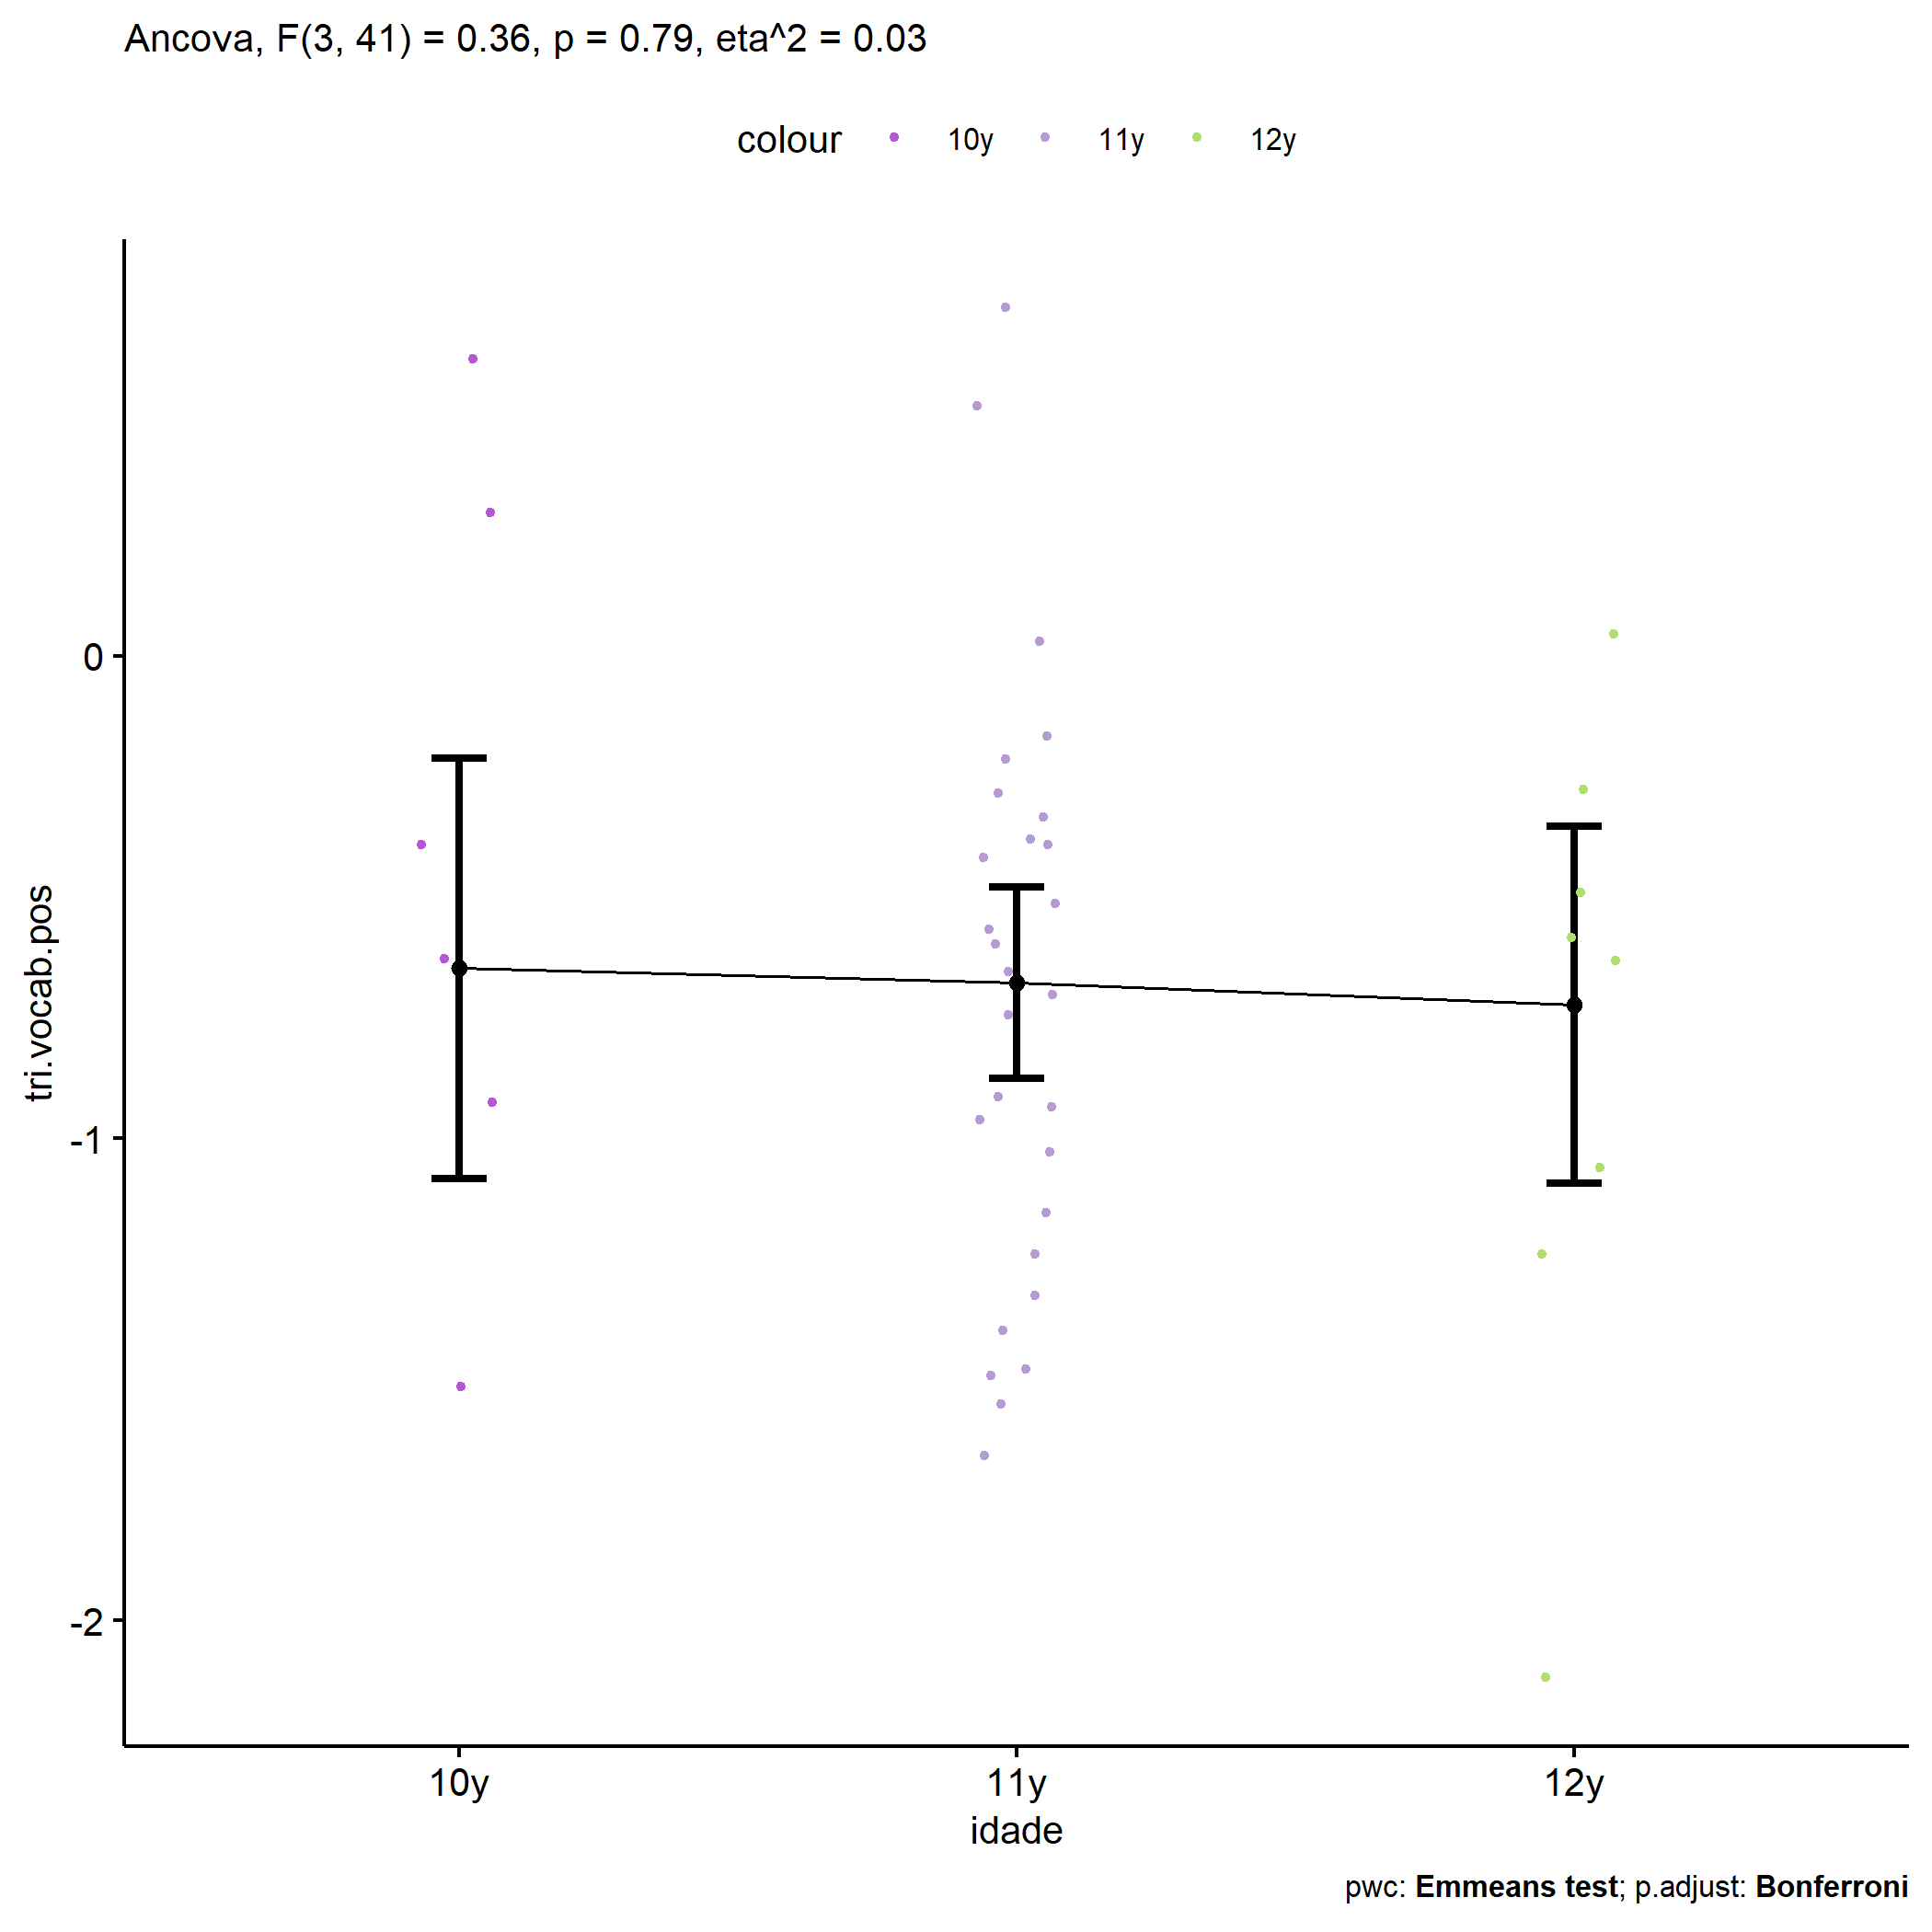 Ancova, F(3, 41) = 0.36, p = 0.79, eta^2 = 0.03
colour 10y 11y 12y
0
-1
-2
tri.vocab.pos
10y 11y 12y
idade
pwc: Emmeans test; p.adjust: Bonferroni